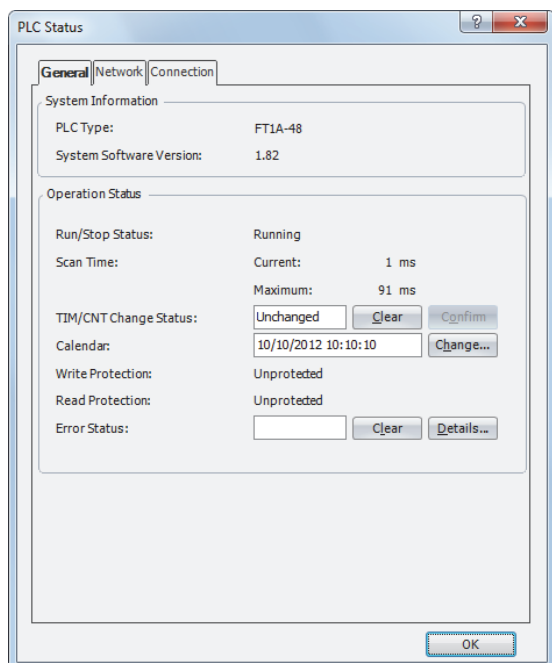 PLC Status
General Network Connection
System Information
PLC Type: FT1A-48
System Software Version: 1.82
Operation Status
Run/Stop Status: Running
Scan Time: Current: 1 ms
Maximum: 91 ms
TIM/CNT Change Status: Unchanged Clear Confirm
Calendar: 10/10/2012 10:10:10 Change...
Write Protection: Unprotected
Read Protection: Unprotected
Error Status: Clear Details...
OK